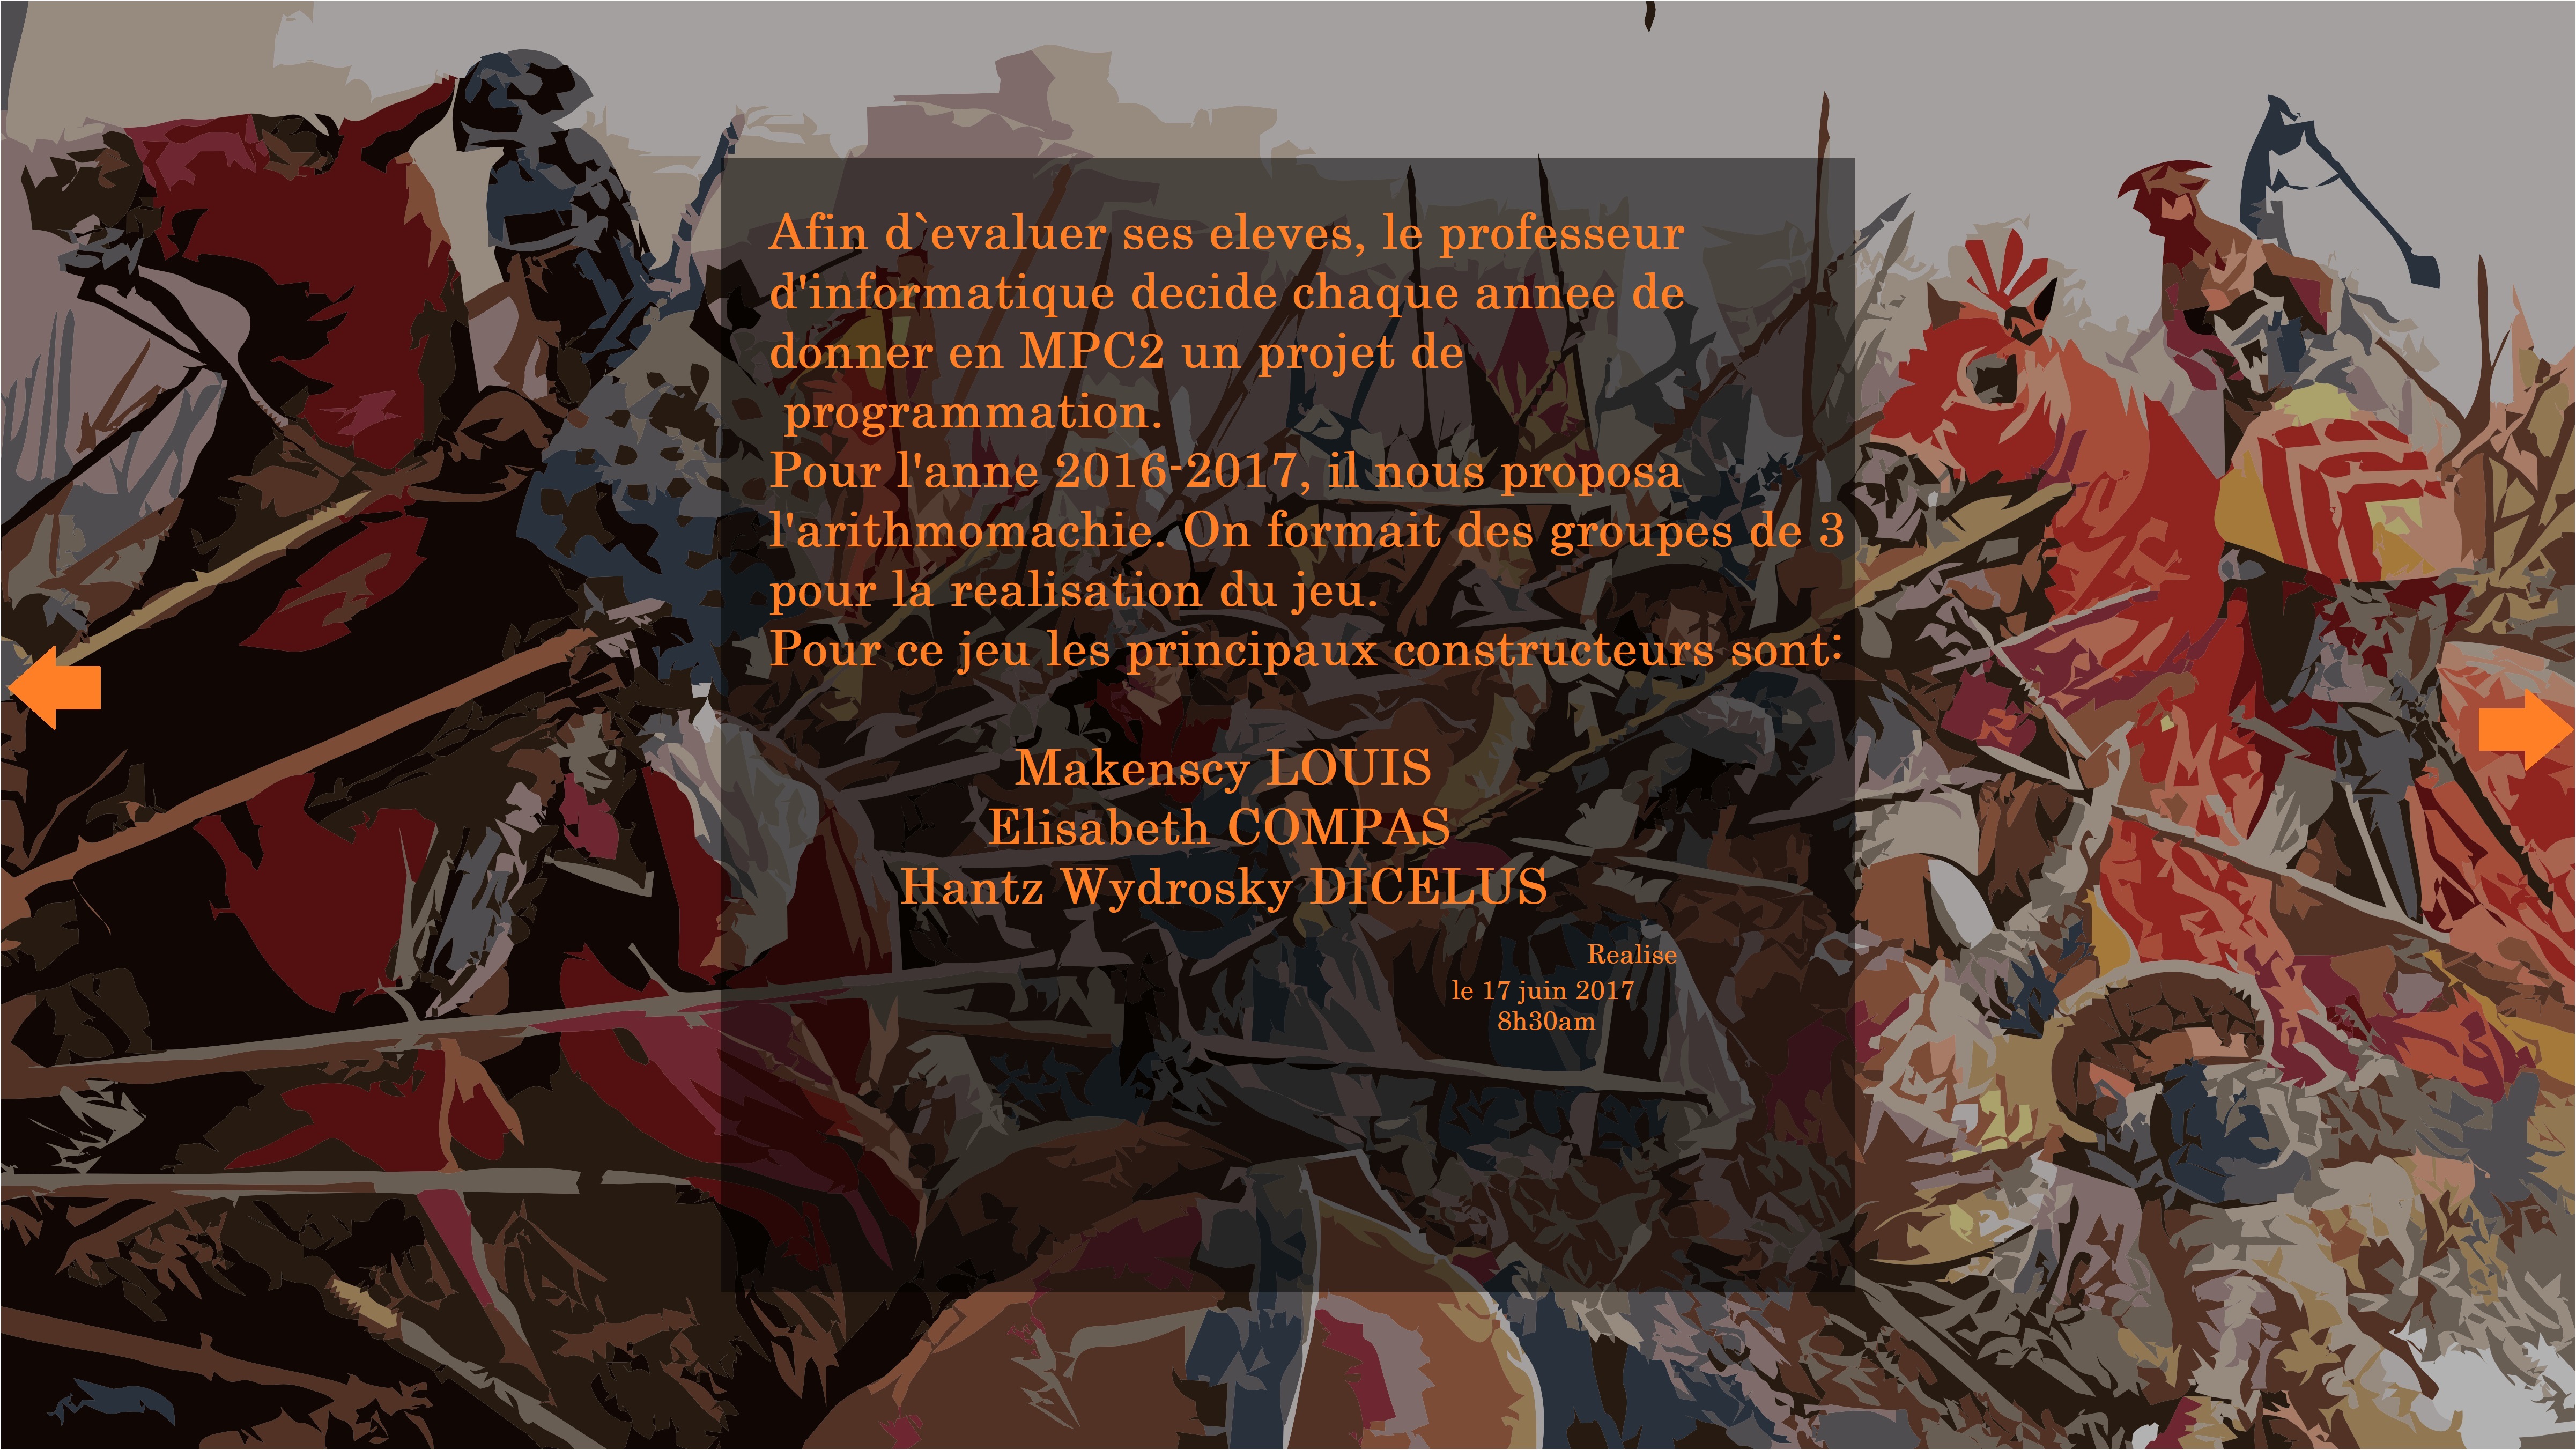 Afin d`evaluer ses eleves, le professeur
d'informatique decide chaque annee de
donner en MPC2 un projet de
programmation.
Pour l'anne 2016-2017, il nous proposa
l'arithmomachie. On formait des groupes de 3
pour la realisation du jeu.
Pour ce jeu les principaux constructeurs sont:
Makenscy LOUIS
Elisabeth COMPAS
Hantz Wydrosky DICELUS
Realise
le 17 juin 2017
8h30am